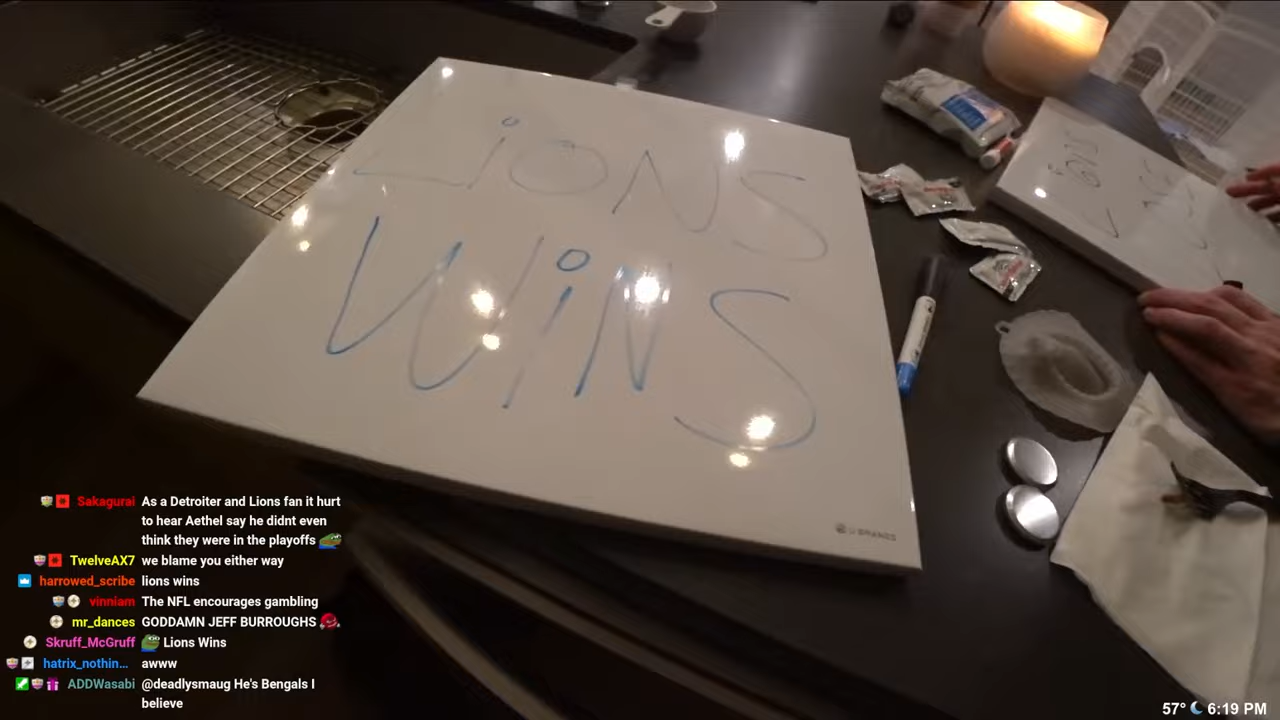 LiONS
WiNS
U BRANDS
Sakagurai As a Detroiter and Lions fan it hurt
to hear Aethel say he didnt even
think they were in the playoffs
TwelveAX7 we blame you either way
harrowed_scribe lions wins
vinniam The NFL encourages gambling
mr_dances GODDAMN JEFF BURROUGHS
Skruff_McGruff Lions Wins
hatrix_nothin... awww
ADDWasabi @deadlysmaug He's Bengals I
believe
57° 6:19 PM